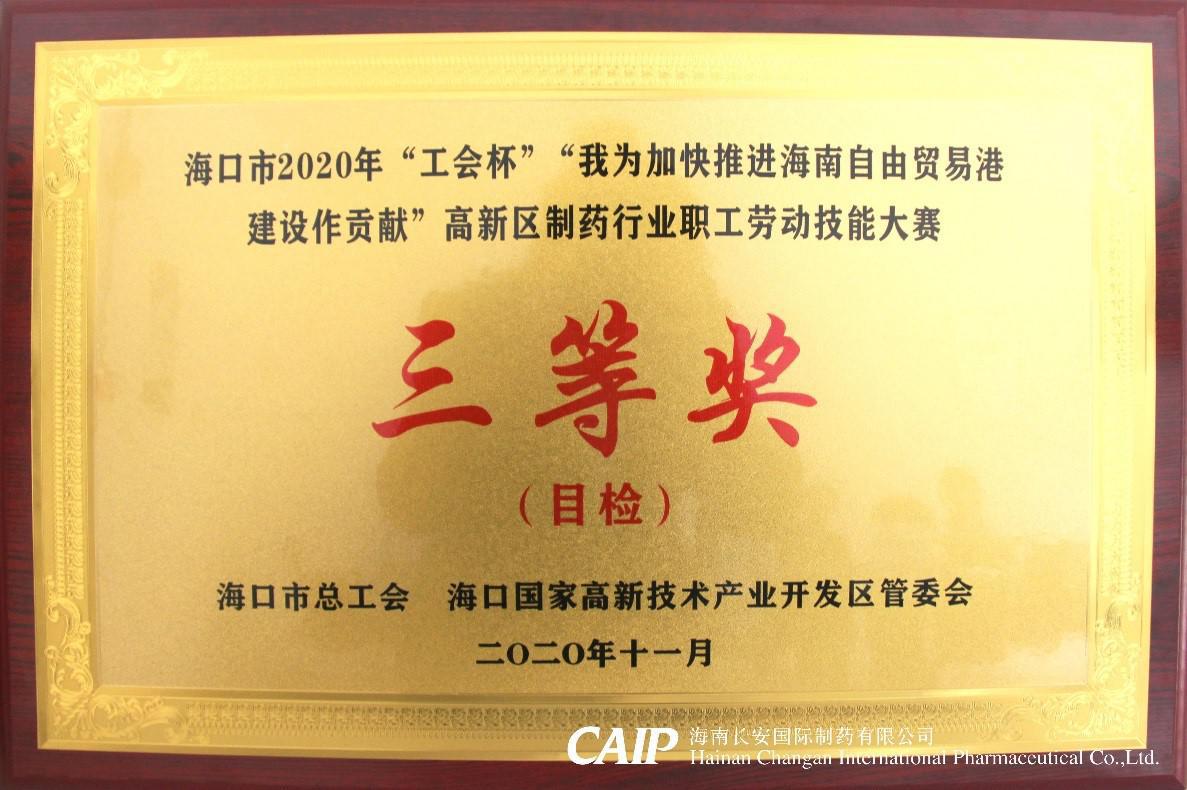 海口市2020年“工会杯”“我为加快推进海南自由贸易港
建设作贡献”高新区制药行业职工劳动技能大赛
三等奖
（目检）
海口市总工会 海口国家高新技术产业开发区管委会
二〇二〇年十一月
CAIP 海南长安国际制药有限公司
Hainan Changan International Pharmaceutical Co.,Ltd.